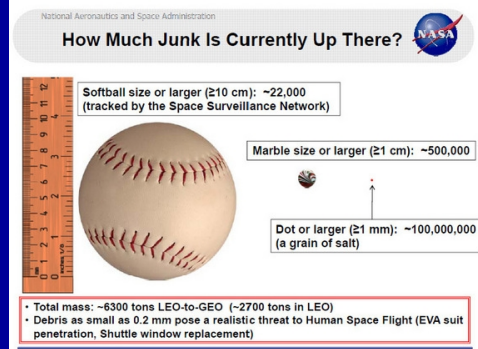 National Aeronautics and Space Administration
How Much Junk Is Currently Up There?
NASA
Softball size or larger (≥10 cm): ~22,000
(tracked by the Space Surveillance Network)
Marble size or larger (≥1 cm): ~500,000
Dot or larger (≥1 mm): ~100,000,000
(a grain of salt)
• Total mass: ~6300 tons LEO-to-GEO (~2700 tons in LEO)
• Debris as small as 0.2 mm pose a realistic threat to Human Space Flight (EVA suit
penetration, Shuttle window replacement)